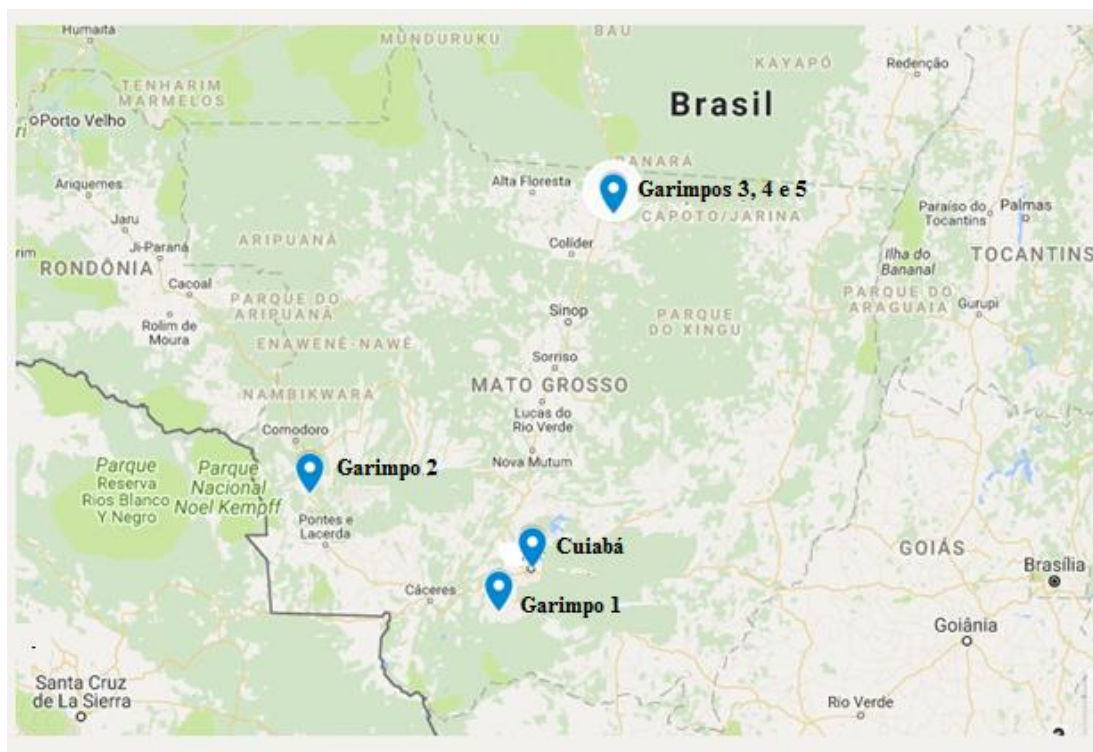 Humaitá
MUNDURUKU
BAÚ
KAYAPÓ
Redenção
TENHARIM
MARMELOS
Brasil
Porto Velho
PANARÁ
Ariquemes
Alta Floresta
Garimpos 3, 4 e 5
CAPOTO/JARINA
Paraíso do
Tocantins
Palmas
Jaru
Ji-Paraná
ARIPUANÃ
Colíder
Ilha do
Bananal
TOCANTINS
RONDÔNIA
Cacoal
PARQUE DO
ARIPUANÃ
PARQUE DO
ARAGUAIA
Gurupi
Rolim de
Moura
Sinop
PARQUE
DO XINGU
ENAWENÊ-NAWÊ
Sorriso
MATO GROSSO
NAMBIKWARA
Lucas do
Rio Verde
Comodoro
Nova Mutum
Garimpo 2
Parque
Reserva
Rios Blanco
Y Negro
Parque
Nacional
Noel Kempff
Pontes e
Lacerda
Cuiabá
GOIÁS
Brasília
Cáceres
Garimpo 1
Goiânia
Santa Cruz
de La Sierra
Rio Verde